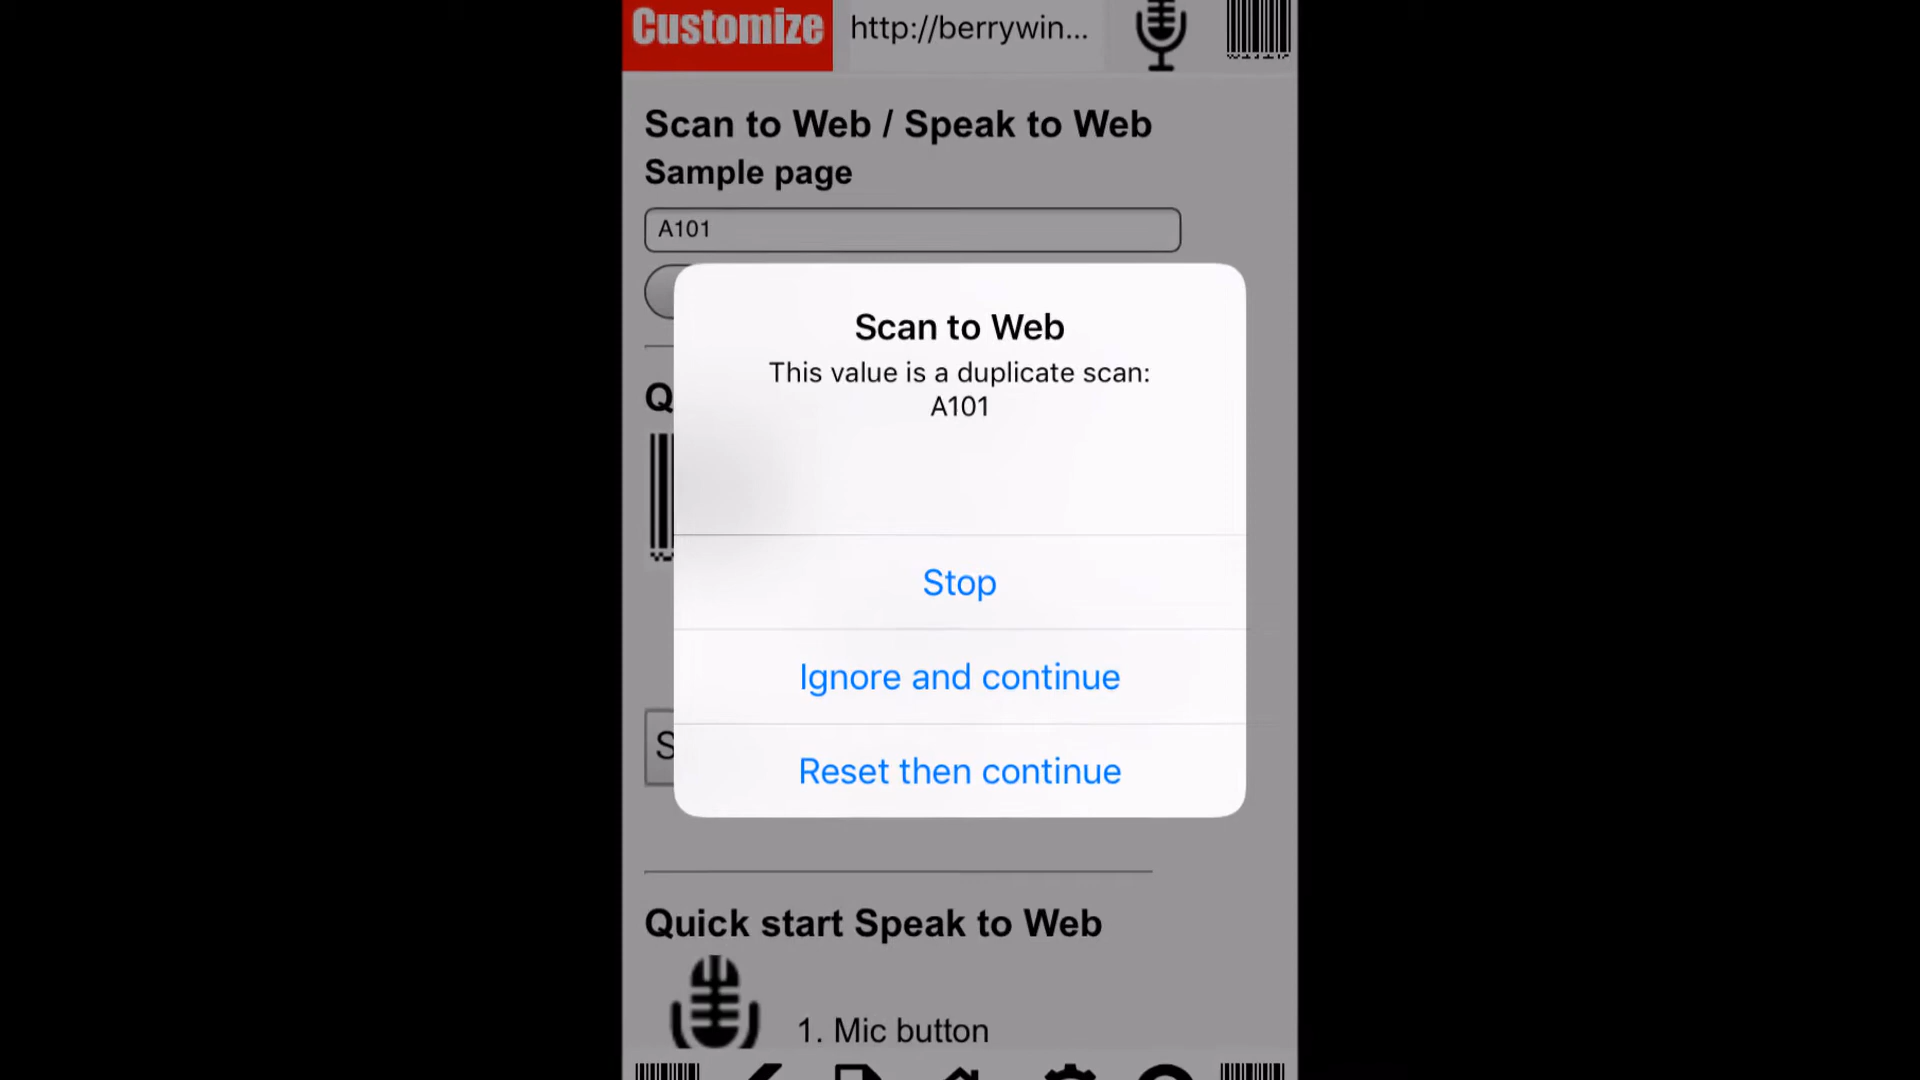 Customize
http://berrywin...
Scan to Web / Speak to Web
Sample page
A101
Scan to Web
This value is a duplicate scan:
A101
Stop
Ignore and continue
Reset then continue
Quick start Speak to Web
1. Mic button